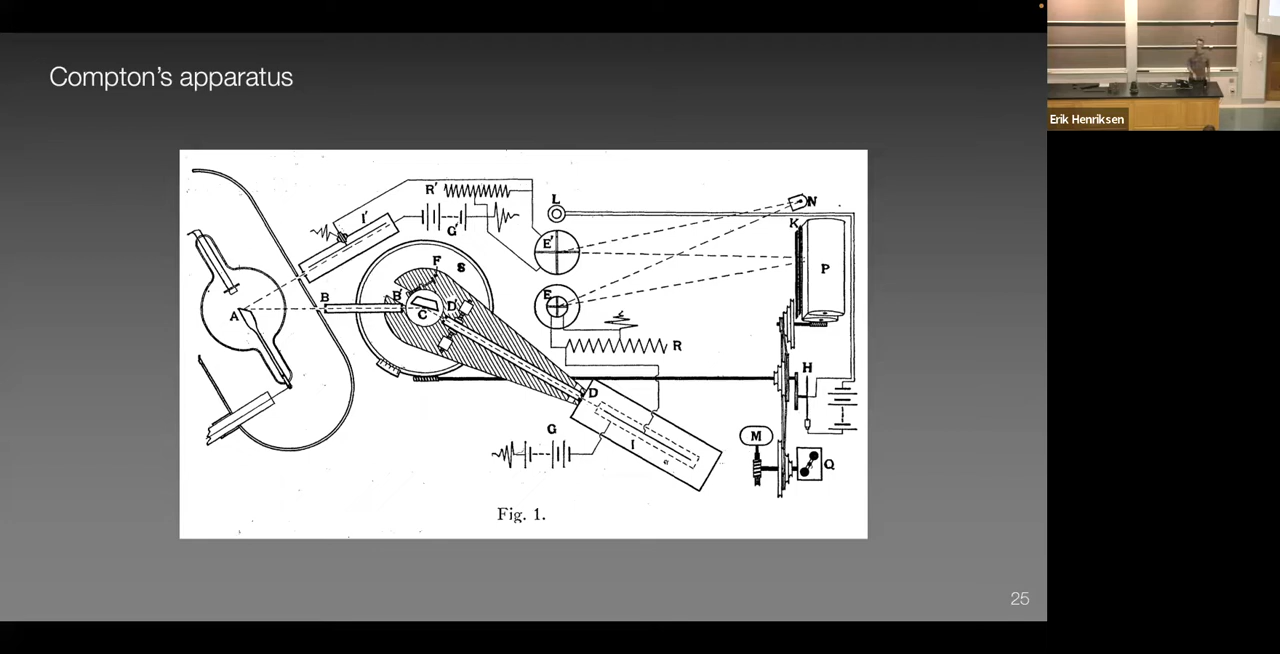 Compton's apparatus
Erik Henriksen
R'
L
N
I'
G'
E'
K
F
S
P
B
B'
D'
E
A
C
R
H
D
G
M
I
Q
Fig. 1.
25